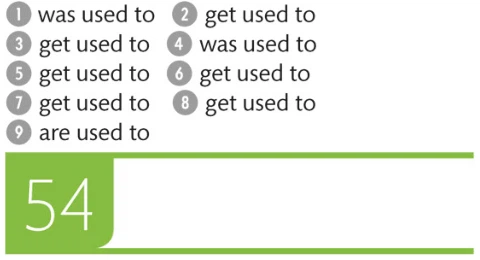 1 was used to 2 get used to
3 get used to 4 was used to
5 get used to 6 get used to
7 get used to 8 get used to
9 are used to
54